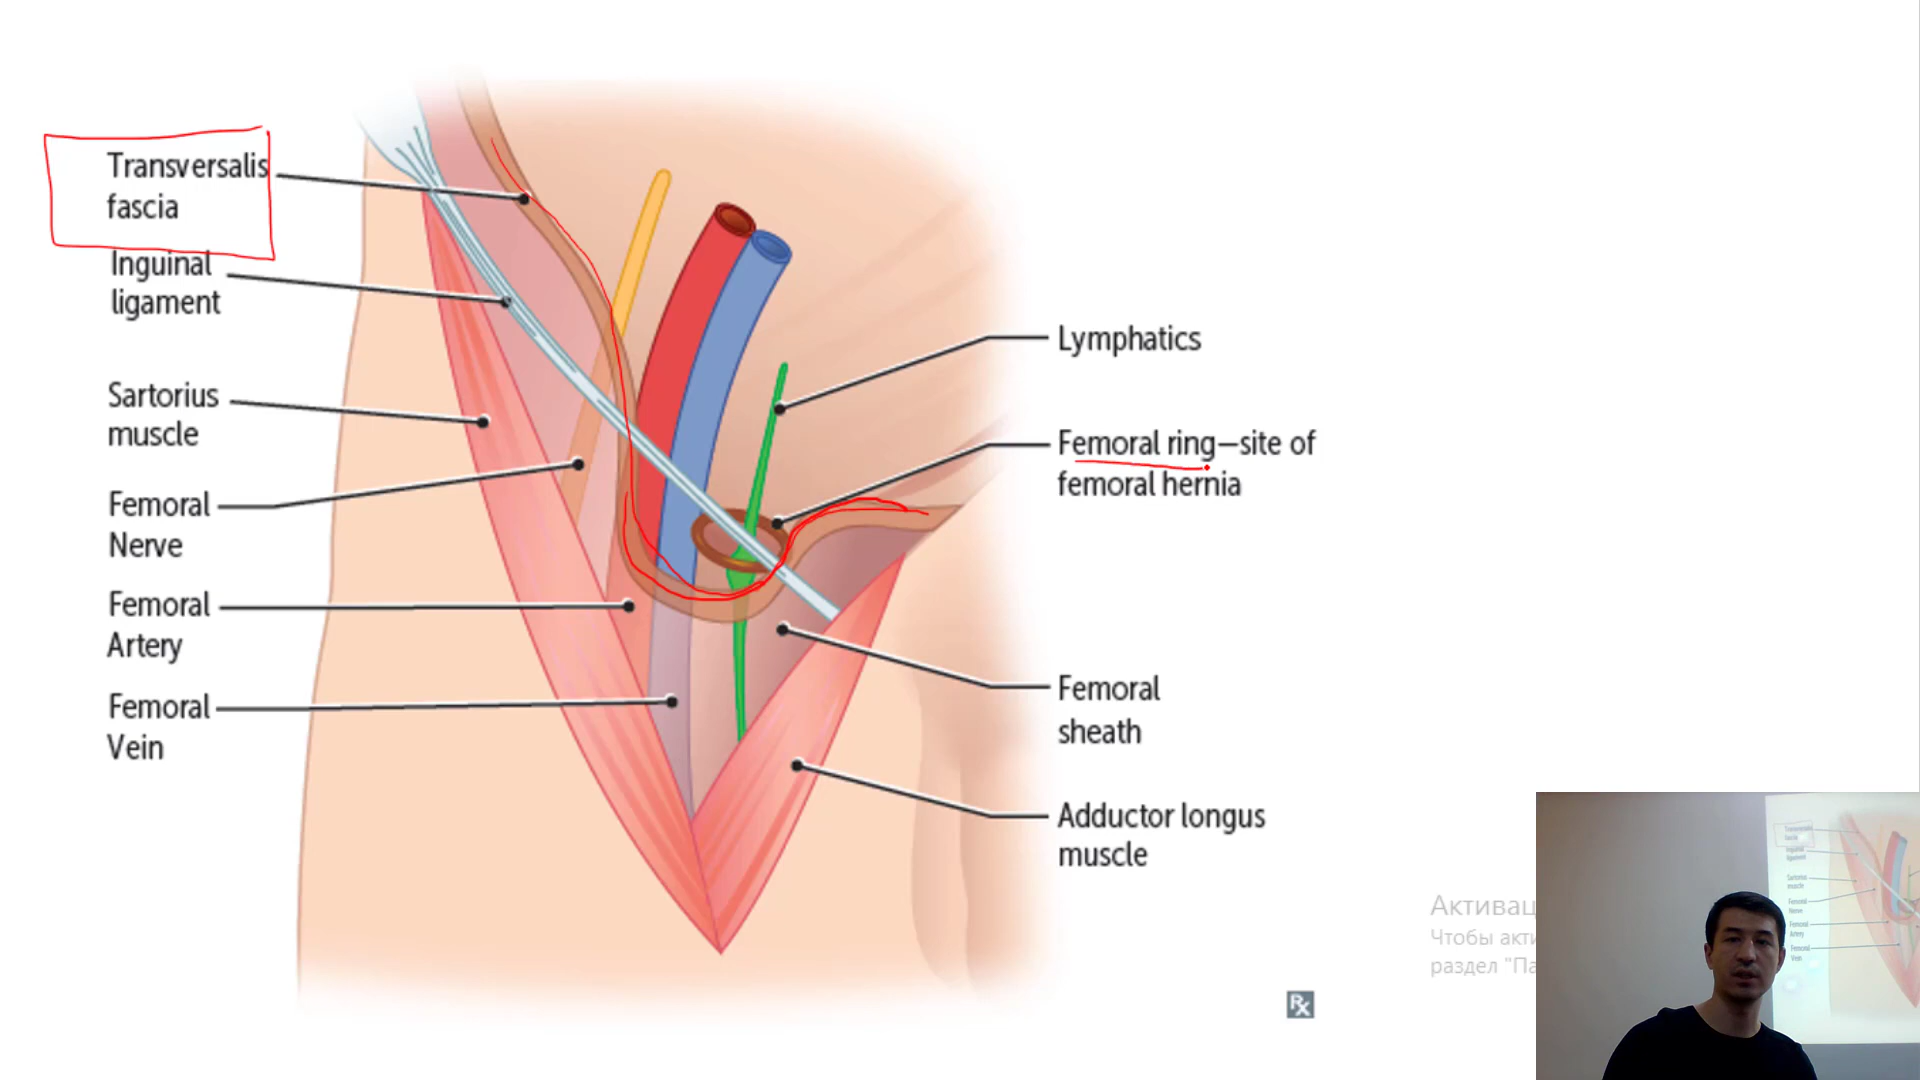 Transversalis
fascia
Inguinal
ligament
Sartorius
muscle
Femoral
Nerve
Femoral
Artery
Femoral
Vein
Lymphatics
Femoral ring–site of
femoral hernia
Femoral
sheath
Adductor longus
muscle
Активац
Чтобы акти
раздел "Па
Rx